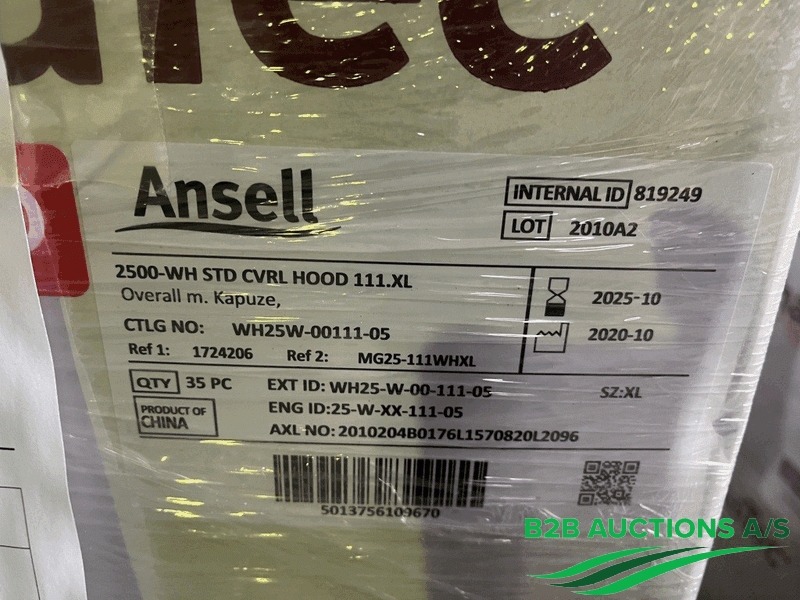 Ansell
INTERNAL ID 819249
LOT 2010A2
2500-WH STD CVRL HOOD 111.XL
Overall m. Kapuze,
2025-10
CTLG NO: WH25W-00111-05
2020-10
Ref 1: 1724206 Ref 2: MG25-111WHXL
QTY 35 PC EXT ID: WH25-W-00-111-05 SZ:XL
PRODUCT OF
CHINA
ENG ID:25-W-XX-111-05
AXL NO: 2010204B0176L1570820L2096
5013756109670
B2B AUCTIONS A/S